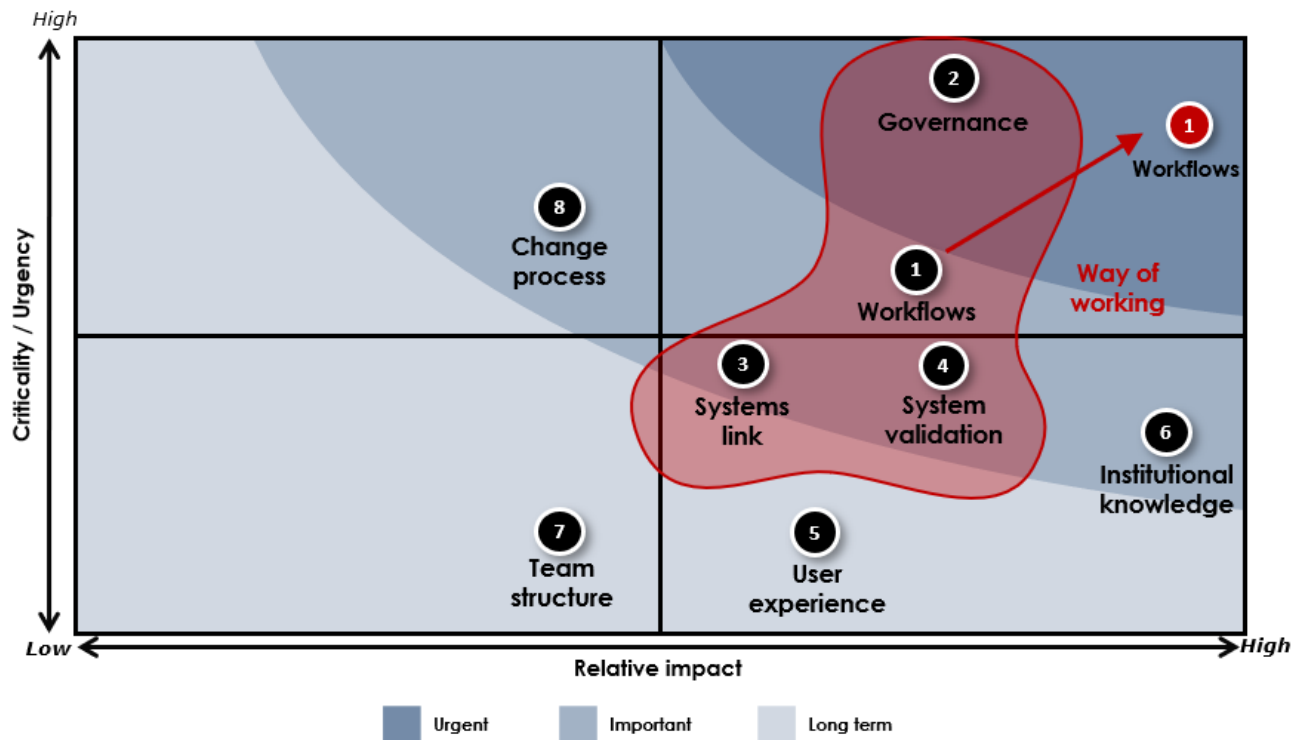 High
2
Governance
1
Workflows
8
Change
process
1
Workflows
Way of
working
Criticality / Urgency
3
Systems
link
4
System
validation
6
Institutional
knowledge
7
Team
structure
5
User
experience
Low
High
Relative impact
Urgent
Important
Long term